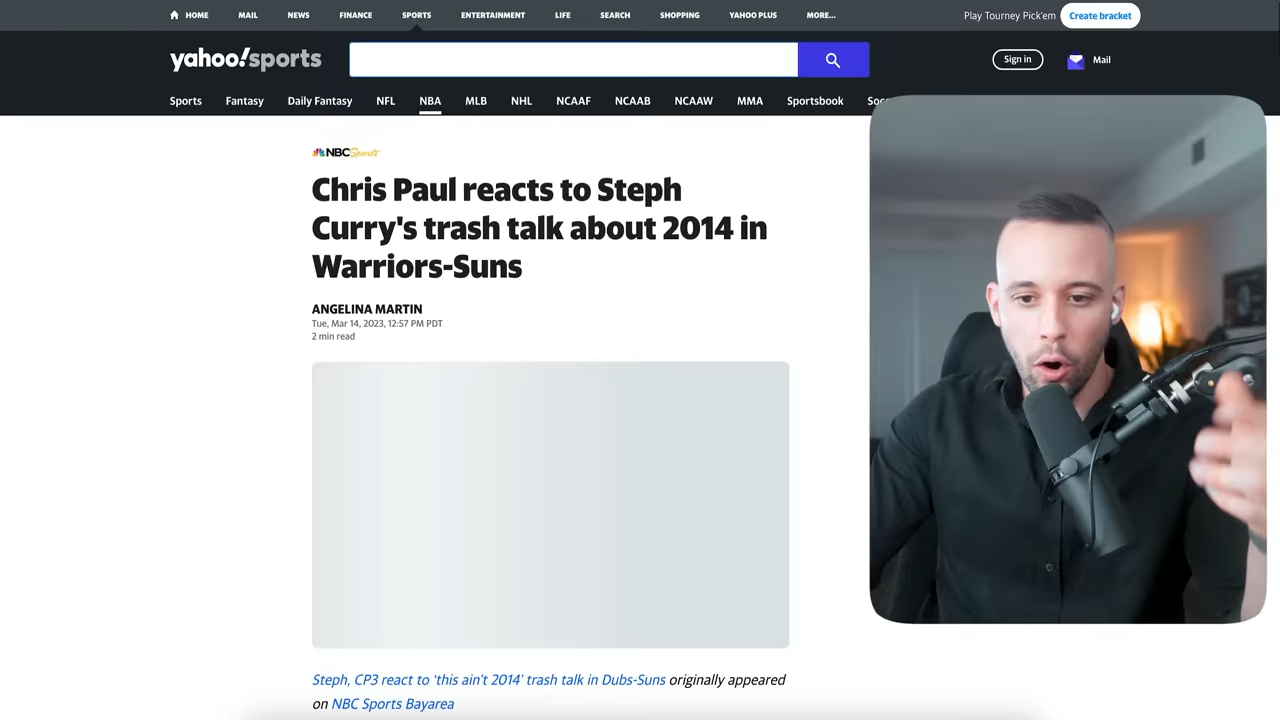 HOME MAIL NEWS FINANCE SPORTS ENTERTAINMENT LIFE SEARCH SHOPPING YAHOO PLUS MORE... Play Tourney Pick'em Create bracket
yahoo!sports Sign in Mail
Sports Fantasy Daily Fantasy NFL NBA MLB NHL NCAAF NCAAB NCAAW MMA Sportsbook
NBC Sports
Chris Paul reacts to Steph
Curry's trash talk about 2014 in
Warriors-Suns
ANGELINA MARTIN
Tue, Mar 14, 2023, 12:57 PM PDT
2 min read
Steph, CP3 react to 'this ain't 2014' trash talk in Dubs-Suns originally appeared
on NBC Sports Bayarea